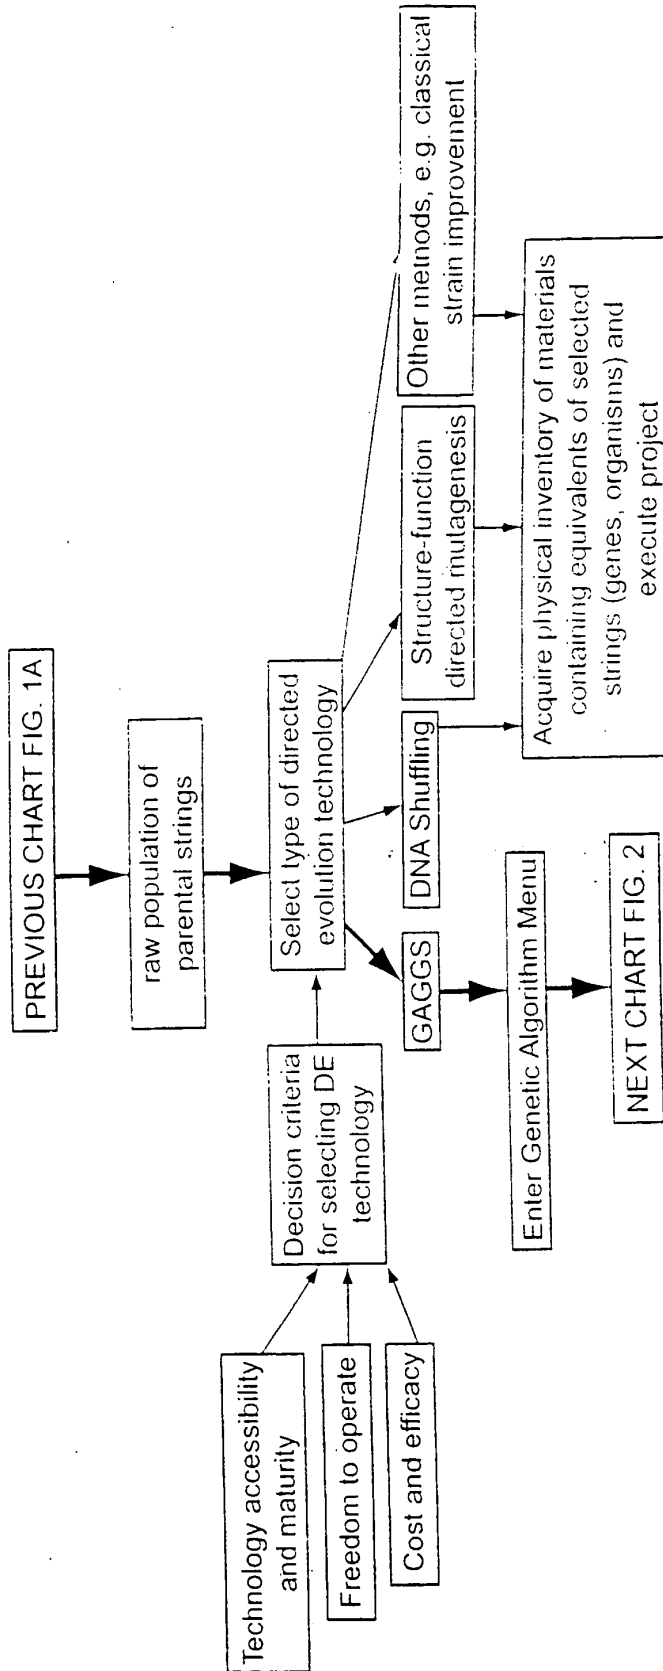 PREVIOUS CHART FIG. 1A
raw population of
parental strings
Technology accessibility
and maturity
Freedom to operate
Cost and efficacy
Decision criteria
for selecting DE
technology
Select type of directed
evolution technology
GAGGS
DNA Shuffling
Structure-function
directed mutagenesis
Other methods, e.g. classical
strain improvement
Enter Genetic Algorithm Menu
NEXT CHART FIG. 2
Acquire physical inventory of materials
containing equivalents of selected
strings (genes, organisms) and
execute project